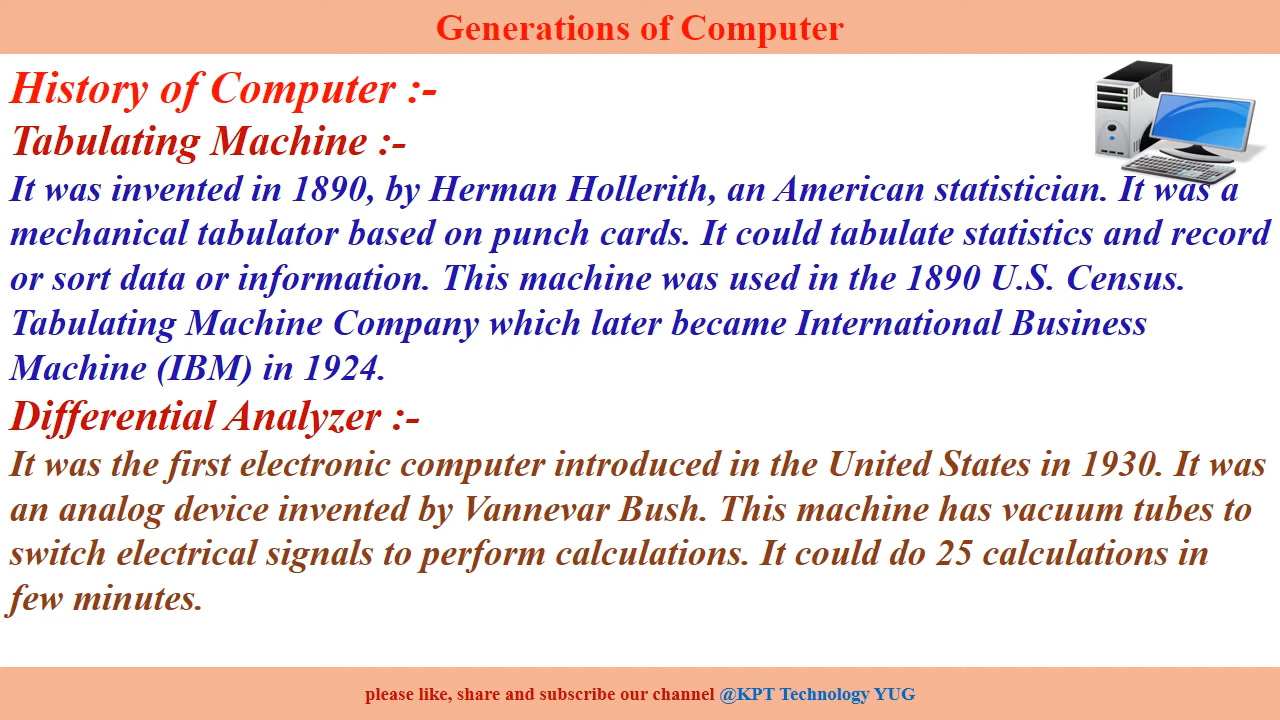 Generations of Computer
History of Computer :-
Tabulating Machine :-
It was invented in 1890, by Herman Hollerith, an American statistician. It was a
mechanical tabulator based on punch cards. It could tabulate statistics and record
or sort data or information. This machine was used in the 1890 U.S. Census.
Tabulating Machine Company which later became International Business
Machine (IBM) in 1924.
Differential Analyzer :-
It was the first electronic computer introduced in the United States in 1930. It was
an analog device invented by Vannevar Bush. This machine has vacuum tubes to
switch electrical signals to perform calculations. It could do 25 calculations in
few minutes.
please like, share and subscribe our channel @KPT Technology YUG